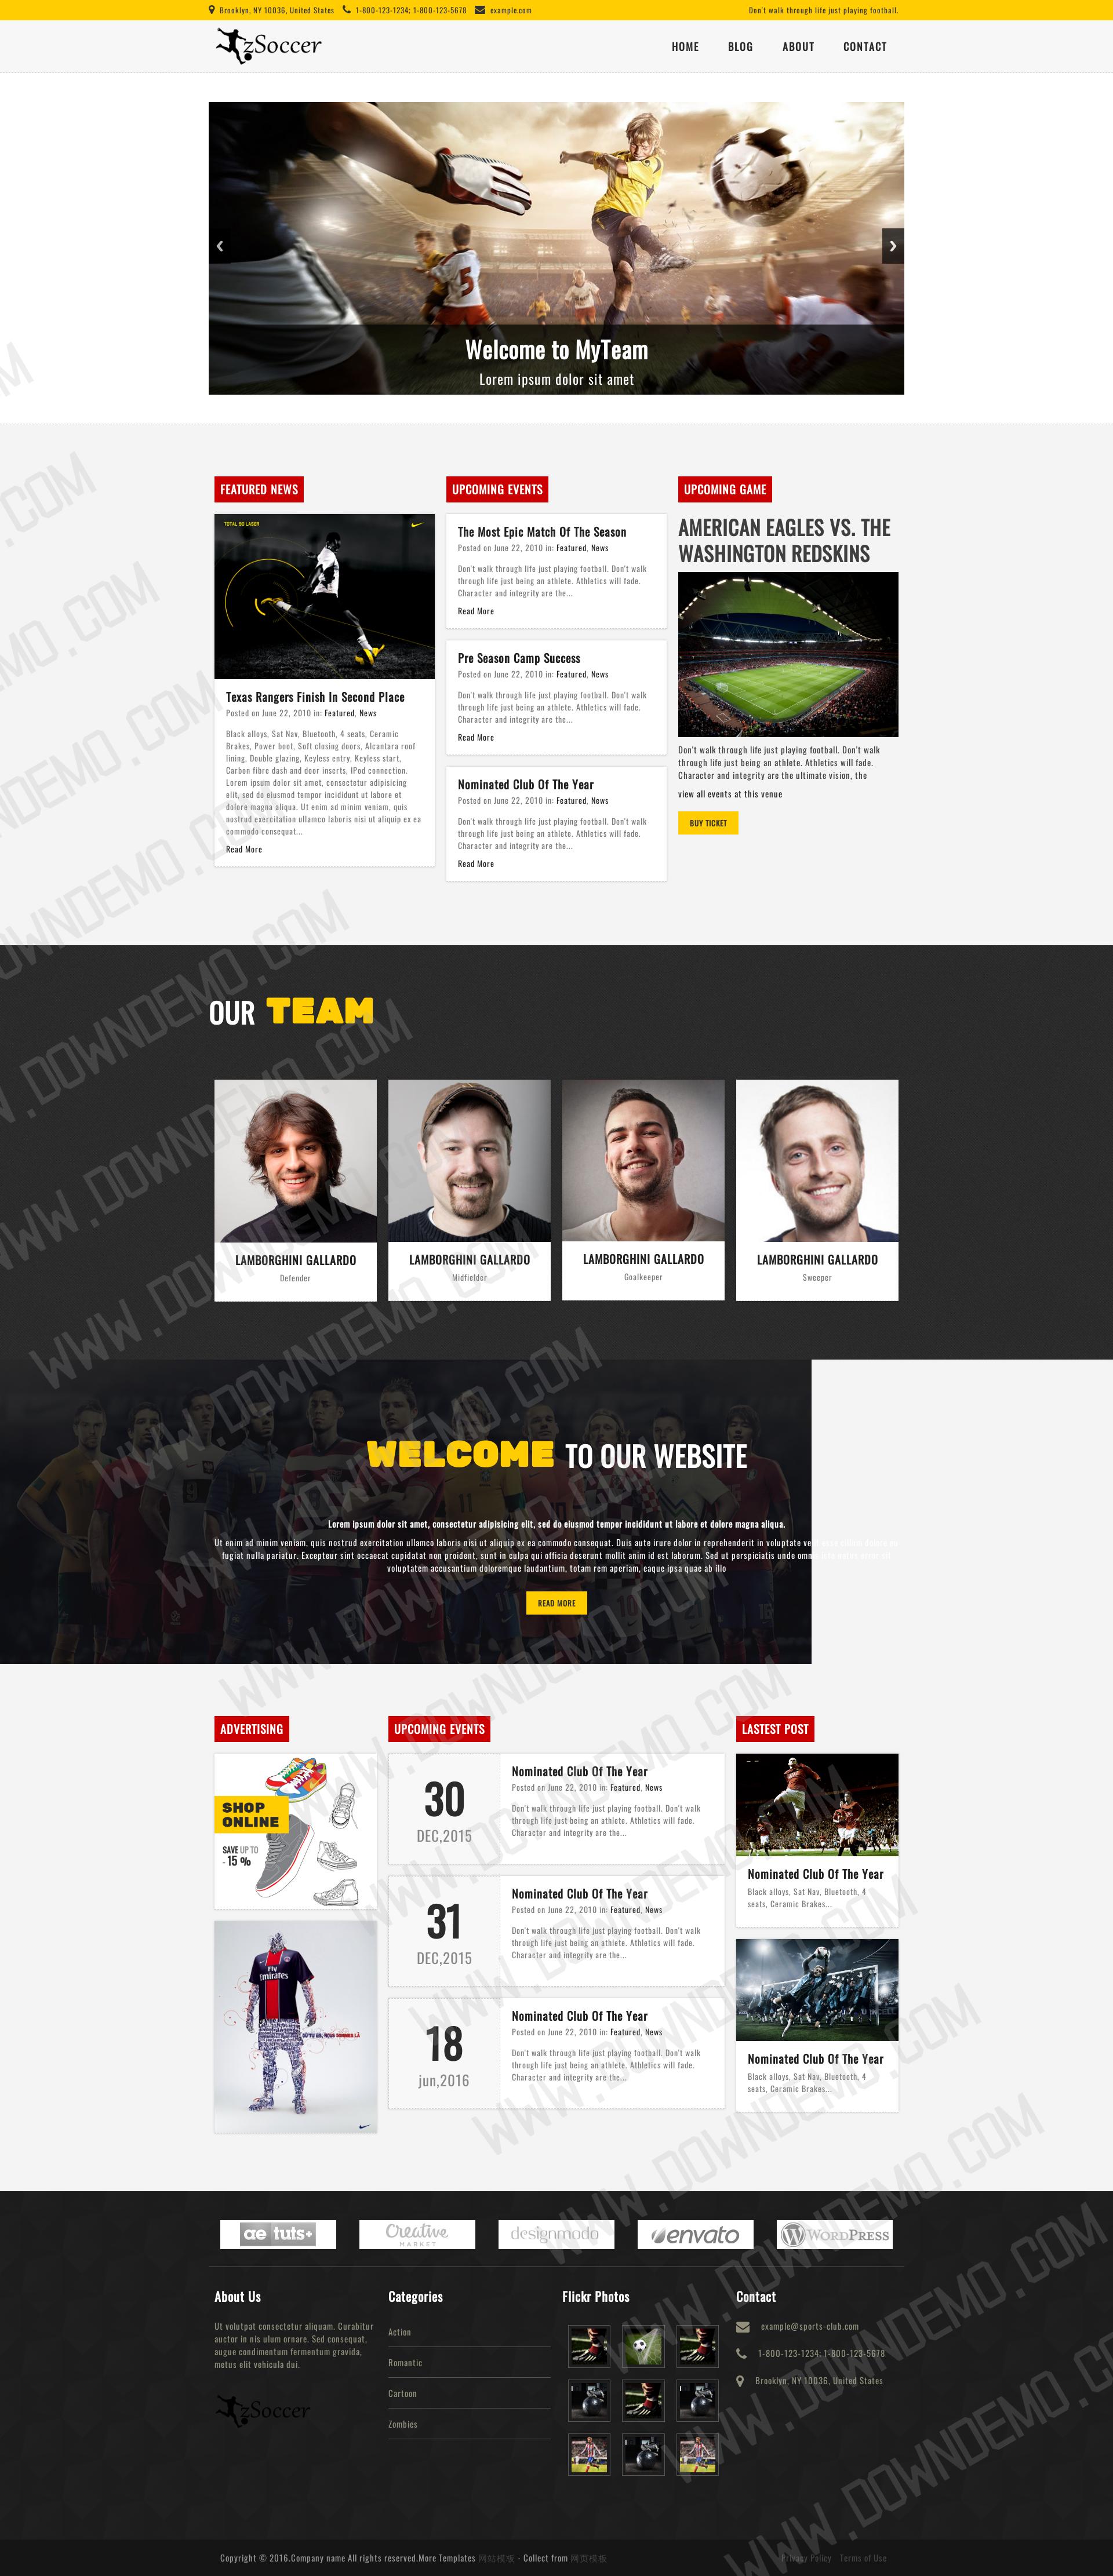 Brooklyn, NY 10036, United States 1-800-123-1234; 1-800-123-5678 example.com
Don't walk through life just playing football.
zSoccer
HOME BLOG ABOUT CONTACT
5
Welcome to MyTeam
Lorem ipsum dolor sit amet
FEATURED NEWS
TOTAL 90 LASER
Texas Rangers Finish In Second Place
Posted on June 22, 2010 in: Featured, News
Black alloys, Sat Nav, Bluetooth, 4 seats, Ceramic
Brakes, Power boot, Soft closing doors, Alcantara roof
lining, Double glazing, Keyless entry, Keyless start,
Carbon fibre dash and door inserts, IPod connection.
Lorem ipsum dolor sit amet, consectetur adipisicing
elit, sed do eiusmod tempor incididunt ut labore et
dolore magna aliqua. Ut enim ad minim veniam, quis
nostrud exercitation ullamco laboris nisi ut aliquip ex ea
commodo consequat...
Read More
UPCOMING EVENTS
The Most Epic Match Of The Season
Posted on June 22, 2010 in: Featured, News
Don't walk through life just playing football. Don't walk
through life just being an athlete. Athletics will fade.
Character and integrity are the...
Read More
Pre Season Camp Success
Posted on June 22, 2010 in: Featured, News
Don't walk through life just playing football. Don't walk
through life just being an athlete. Athletics will fade.
Character and integrity are the...
Read More
Nominated Club Of The Year
Posted on June 22, 2010 in: Featured, News
Don't walk through life just playing football. Don't walk
through life just being an athlete. Athletics will fade.
Character and integrity are the...
Read More
UPCOMING GAME
AMERICAN EAGLES VS. THE
WASHINGTON REDSKINS
Don't walk through life just playing football. Don't walk
through life just being an athlete. Athletics will fade.
Character and integrity are the ultimate vision, the
view all events at this venue
BUY TICKET
OUR TEAM
LAMBORGHINI GALLARDO
Defender
LAMBORGHINI GALLARDO
Midfielder
LAMBORGHINI GALLARDO
Goalkeeper
LAMBORGHINI GALLARDO
Sweeper
WELCOME TO OUR WEBSITE
Lorem ipsum dolor sit amet, consectetur adipisicing elit, sed do eiusmod tempor incididunt ut labore et dolore magna aliqua.
Ut enim ad minim veniam, quis nostrud exercitation ullamco laboris nisi ut aliquip ex ea commodo consequat. Duis aute irure dolor in reprehenderit in voluptate
fugiat nulla pariatur. Excepteur sint occaecat cupidatat non proident, sunt in culpa qui officia deserunt mollit anim id est laborum. Sed ut perspiciatis unde
voluptatem accusantium doloremque laudantium, totam rem aperiam, eaque ipsa quae ab illo
READ MORE
ADVERTISING
SHOP
ONLINE
SAVE UP TO
- 15 %
Fly
Emirates
UPCOMING EVENTS
30
DEC,2015
Nominated Club Of The Year
Posted on June 22, 2010 in: Featured, News
Don't walk through life just playing football. Don't walk
through life just being an athlete. Athletics will fade.
Character and integrity are the...
31
DEC,2015
Nominated Club Of The Year
Posted on June 22, 2010 in: Featured, News
Don't walk through life just playing football. Don't walk
through life just being an athlete. Athletics will fade.
Character and integrity are the...
18
jun,2016
Nominated Club Of The Year
Posted on June 22, 2010 in: Featured, News
Don't walk through life just playing football. Don't walk
through life just being an athlete. Athletics will fade.
Character and integrity are the...
LASTEST POST
Nominated Club Of The Year
Black alloys, Sat Nav, Bluetooth, 4
seats, Ceramic Brakes...
Nominated Club Of The Year
Black alloys, Sat Nav, Bluetooth, 4
seats, Ceramic Brakes...
ae tuts+
Creative
MARKET
designmodo
envato
WORDPRESS
About Us
Ut volutpat consectetur aliquam. Curabitur
auctor in nis ulum ornare. Sed consequat,
augue condimentum fermentum gravida,
metus elit vehicula dui.
zSoccer
Categories
Action
Romantic
Cartoon
Zombies
Flickr Photos
Contact
example@sports-club.com
1-800-123-1234; 1-800-123-5678
Brooklyn, NY 10036, United States
Copyright © 2016.Company name All rights reserved.More Templates 网站模板 - Collect from 网页模板
Privacy Policy Terms of Use
WWW.DOWNDEMO.COM